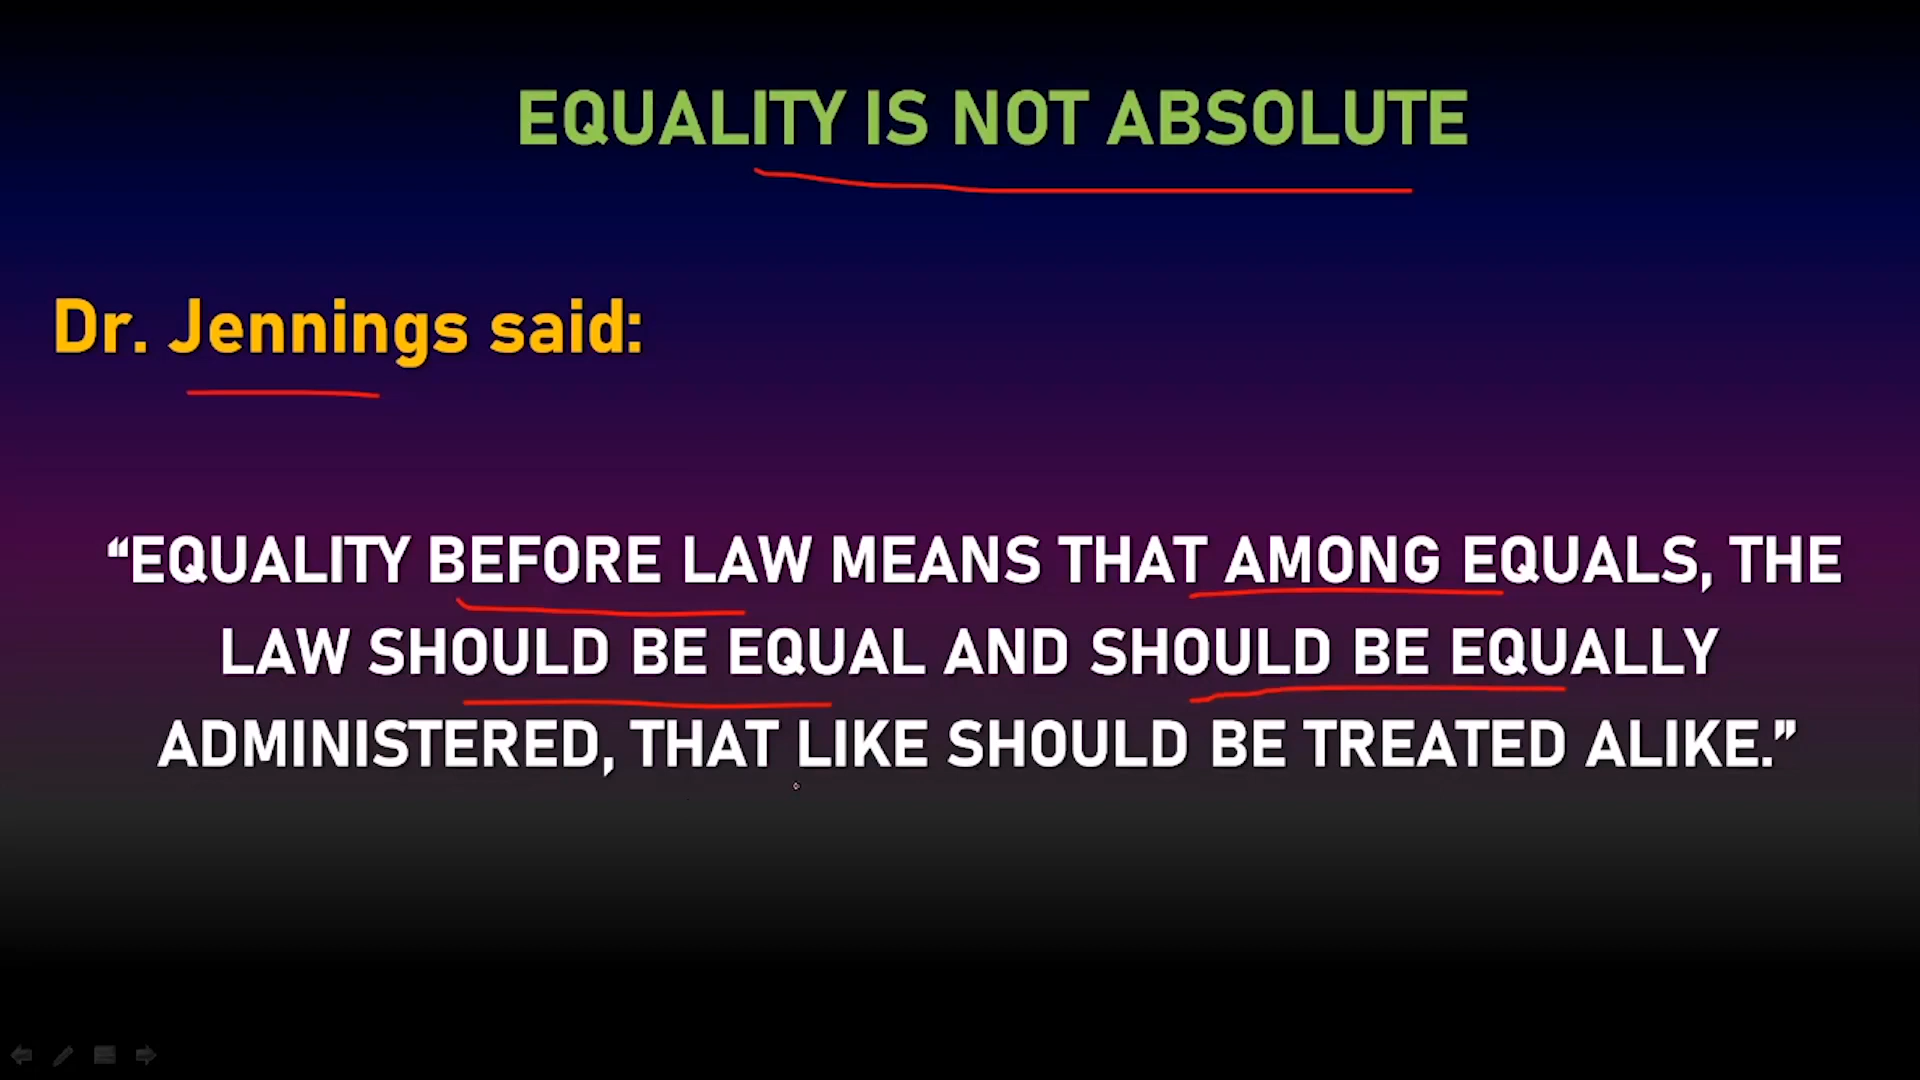 EQUALITY IS NOT ABSOLUTE
Dr. Jennings said:
“EQUALITY BEFORE LAW MEANS THAT AMONG EQUALS, THE
LAW SHOULD BE EQUAL AND SHOULD BE EQUALLY
ADMINISTERED, THAT LIKE SHOULD BE TREATED ALIKE.”